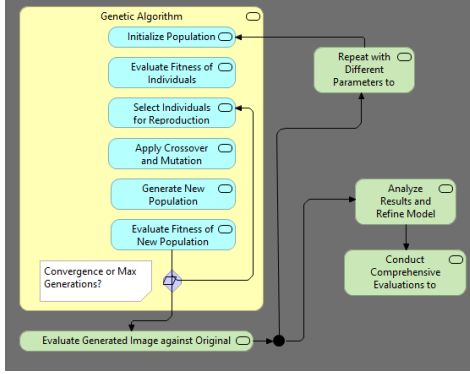 Genetic Algorithm
Initialize Population
Evaluate Fitness of
Individuals
Select Individuals
for Reproduction
Apply Crossover
and Mutation
Generate New
Population
Evaluate Fitness of
New Population
Convergence or Max
Generations?
Evaluate Generated Image against Original
Repeat with
Different
Parameters to
Analyze
Results and
Refine Model
Conduct
Comprehensive
Evaluations to